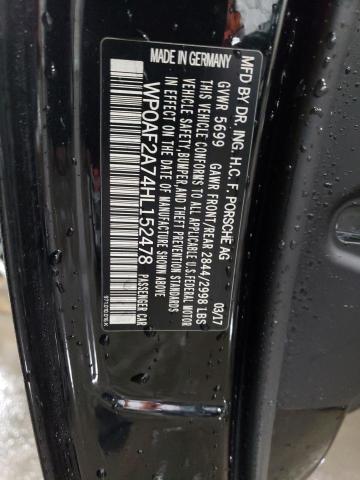 MFD BY DR. ING. H.C. F. PORSCHE AG
GVWR 5699 GAWR FRONT/REAR 2844/2998 LBS 03/17
THIS VEHICLE CONFORMS TO ALL APPLICABLE U.S. FEDERAL MOTOR
VEHICLE SAFETY, BUMPER, AND THEFT PREVENTION STANDARDS
IN EFFECT ON THE DATE OF MANUFACTURE SHOWN ABOVE
WP0AF2A74HL152478 PASSENGER CAR
MADE IN GERMANY